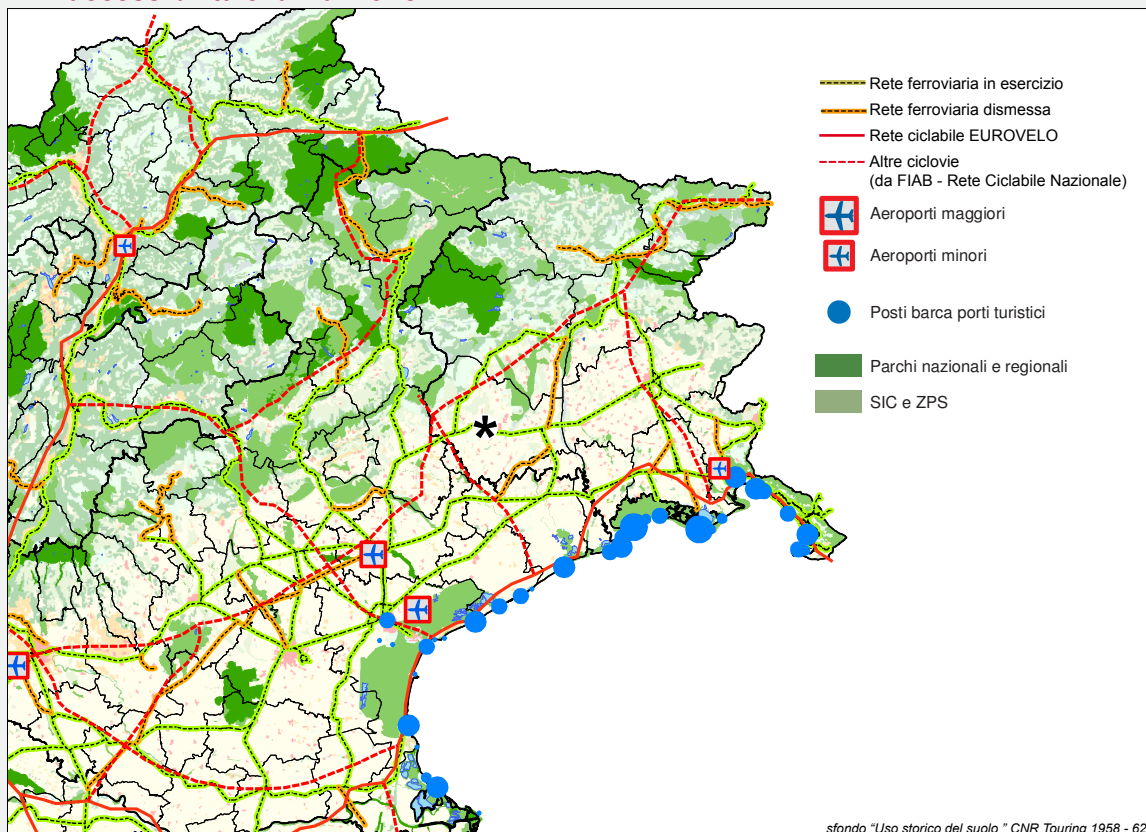 Rete ferroviaria in esercizio
Rete ferroviaria dismessa
Rete ciclabile EUROVELO
Altre ciclovie
(da FIAB - Rete Ciclabile Nazionale)
Aeroporti maggiori
Aeroporti minori
Posti barca porti turistici
Parchi nazionali e regionali
SIC e ZPS
*
sfondo "Uso storico del suolo " CNR Touring 1958 - 62